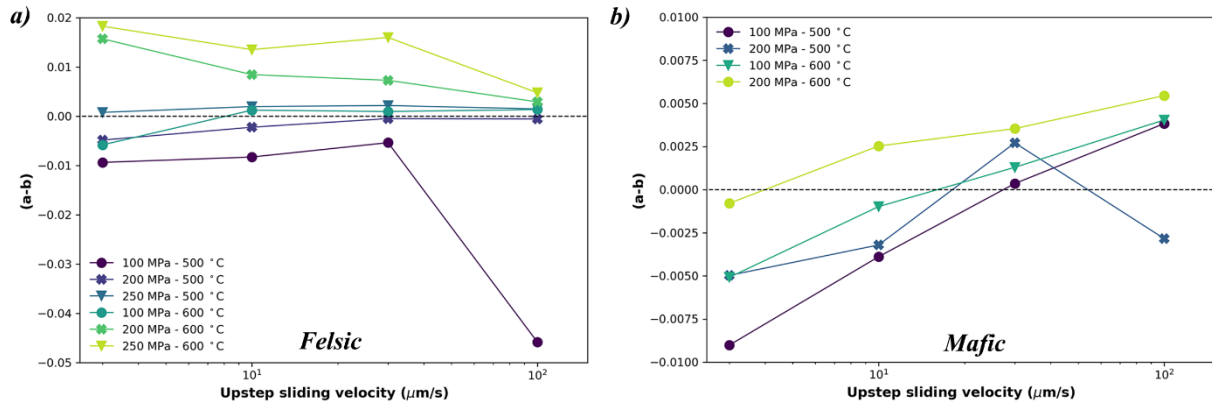 a)
0.02
0.01
0.00
−0.01
−0.02
−0.03
−0.04
−0.05
(a-b)
100 MPa - 500 °C
200 MPa - 500 °C
250 MPa - 500 °C
100 MPa - 600 °C
200 MPa - 600 °C
250 MPa - 600 °C
Felsic
10¹
10²
Upstep sliding velocity (μm/s)
b)
0.0100
0.0075
0.0050
0.0025
0.0000
−0.0025
−0.0050
−0.0075
−0.0100
(a-b)
100 MPa - 500 °C
200 MPa - 500 °C
100 MPa - 600 °C
200 MPa - 600 °C
Mafic
10¹
10²
Upstep sliding velocity (μm/s)